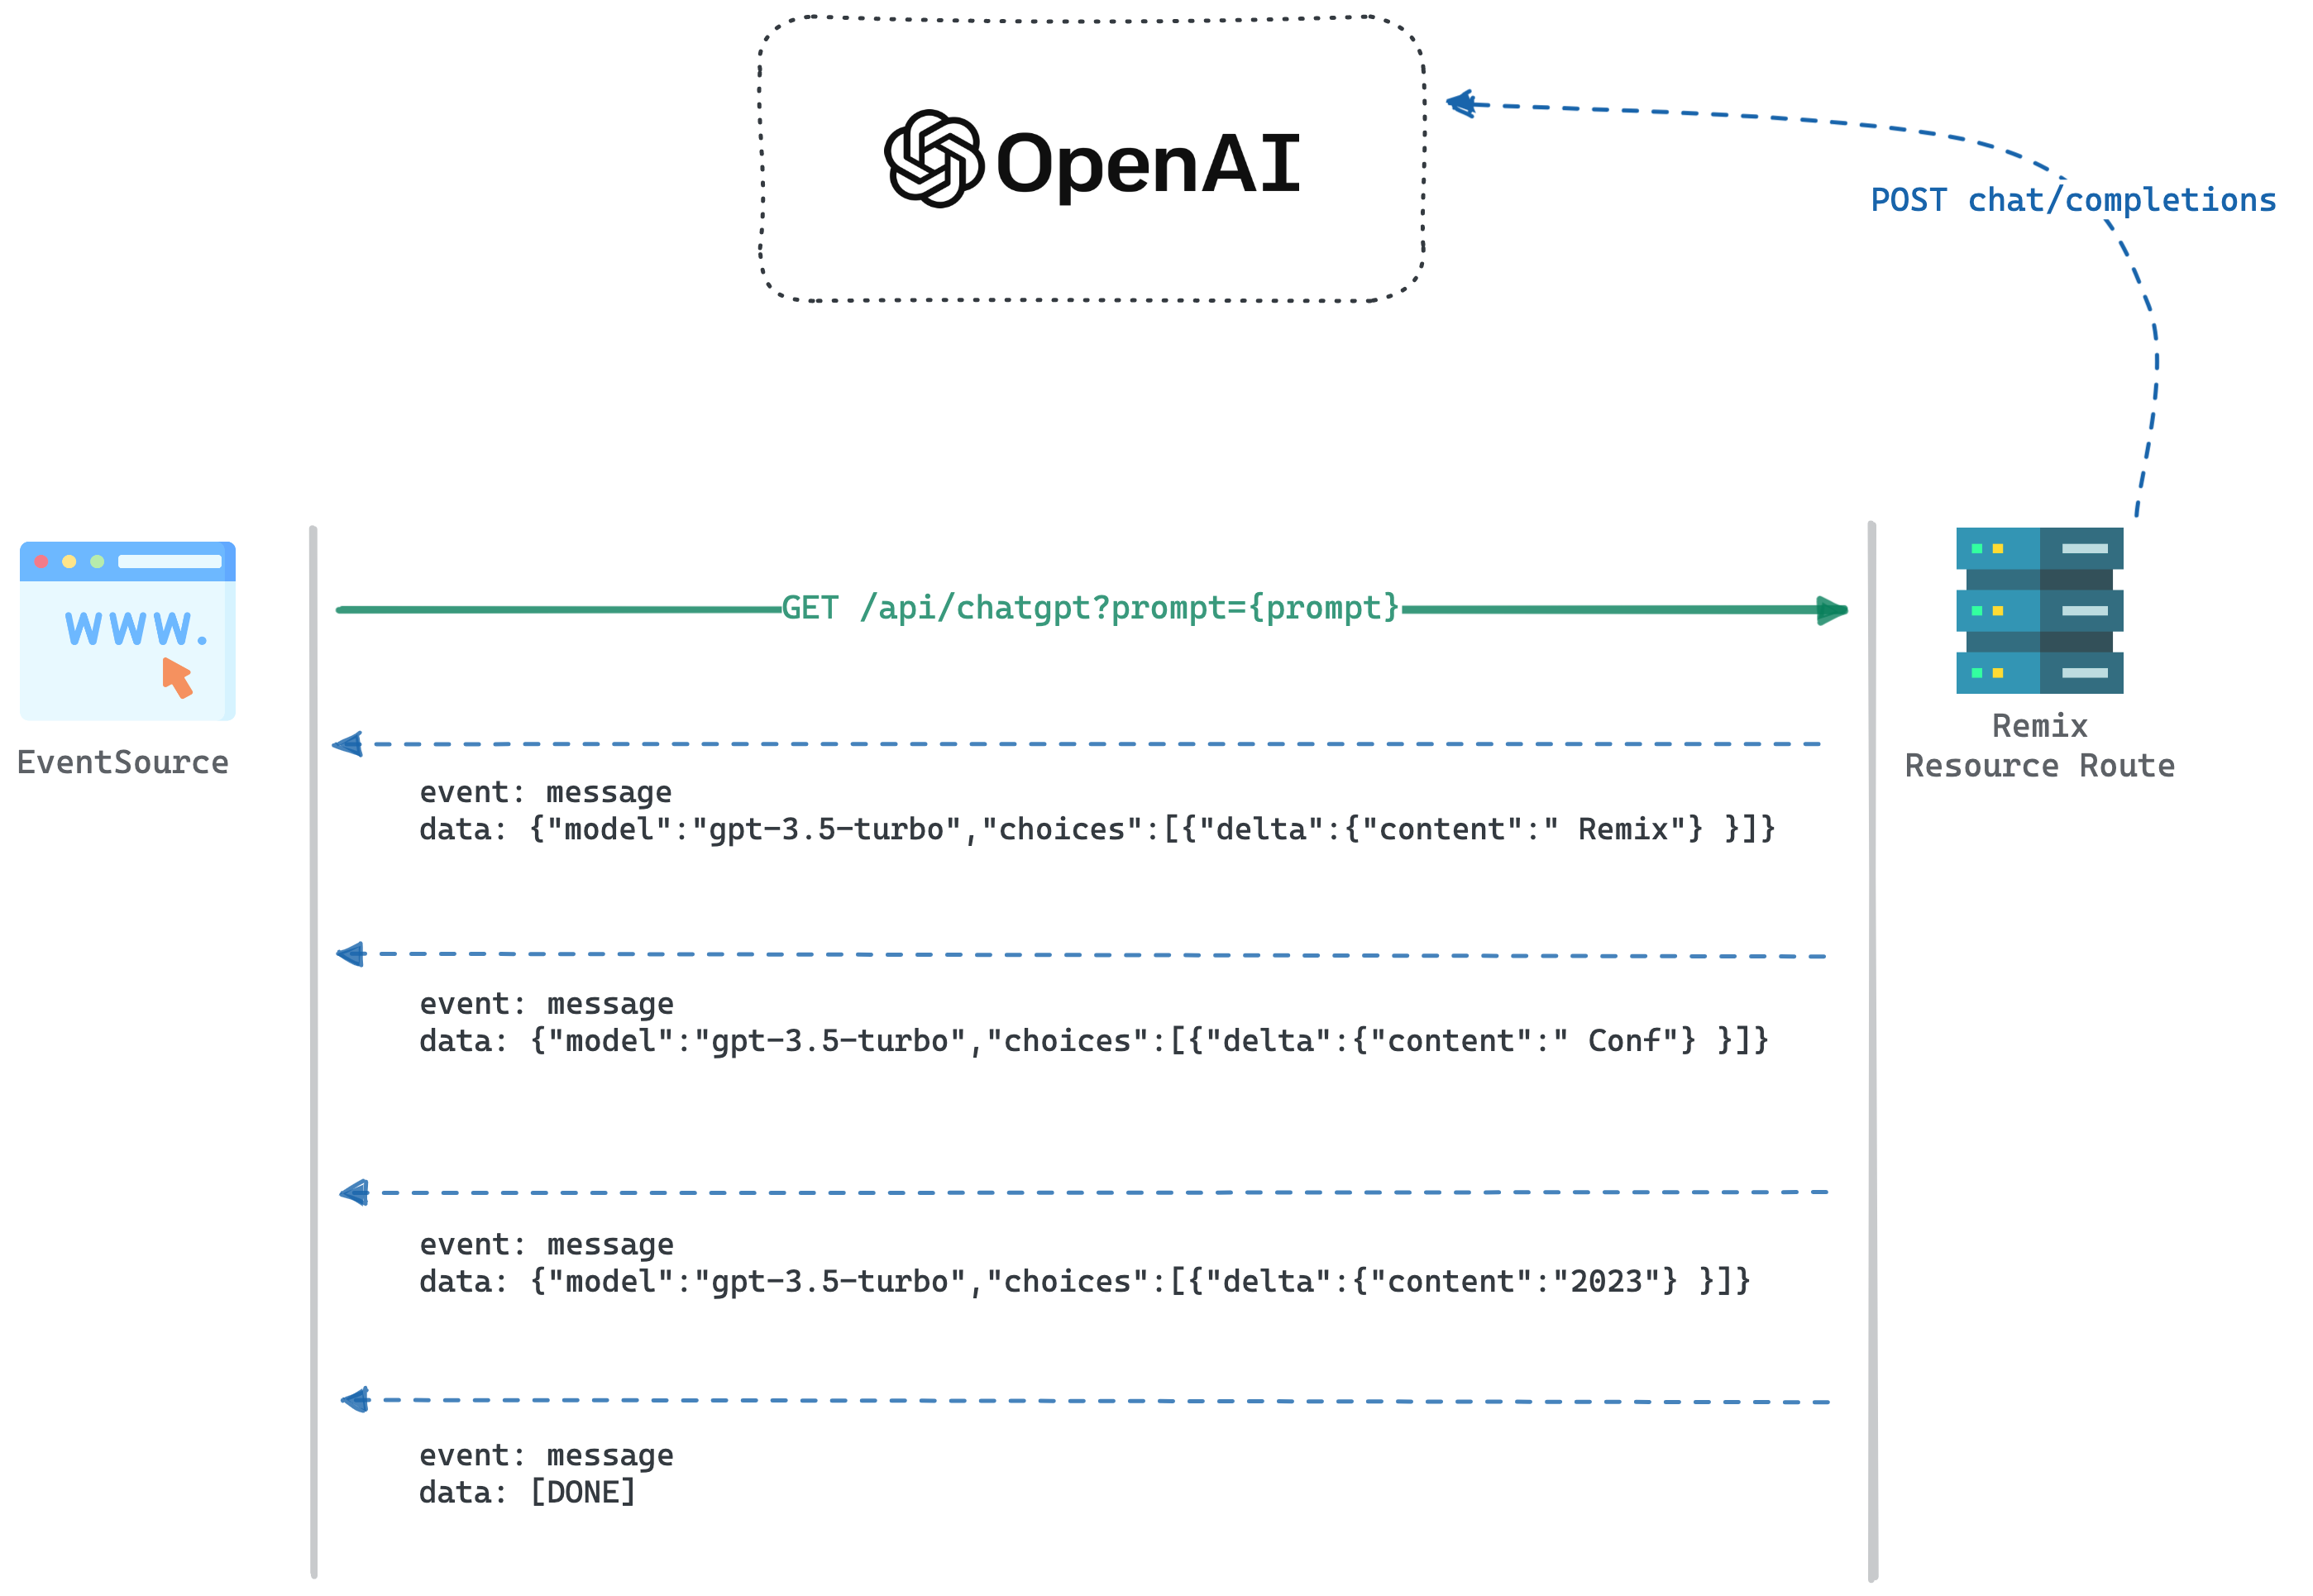 OpenAI
POST chat/completions
www.
GET /api/chatgpt?prompt={prompt}
EventSource
Remix
Resource Route
event: message
data: {"model":"gpt-3.5-turbo","choices":[{"delta":{"content":" Remix"} }]}
event: message
data: {"model":"gpt-3.5-turbo","choices":[{"delta":{"content":" Conf"} }]}
event: message
data: {"model":"gpt-3.5-turbo","choices":[{"delta":{"content":"2023"} }]}
event: message
data: [DONE]